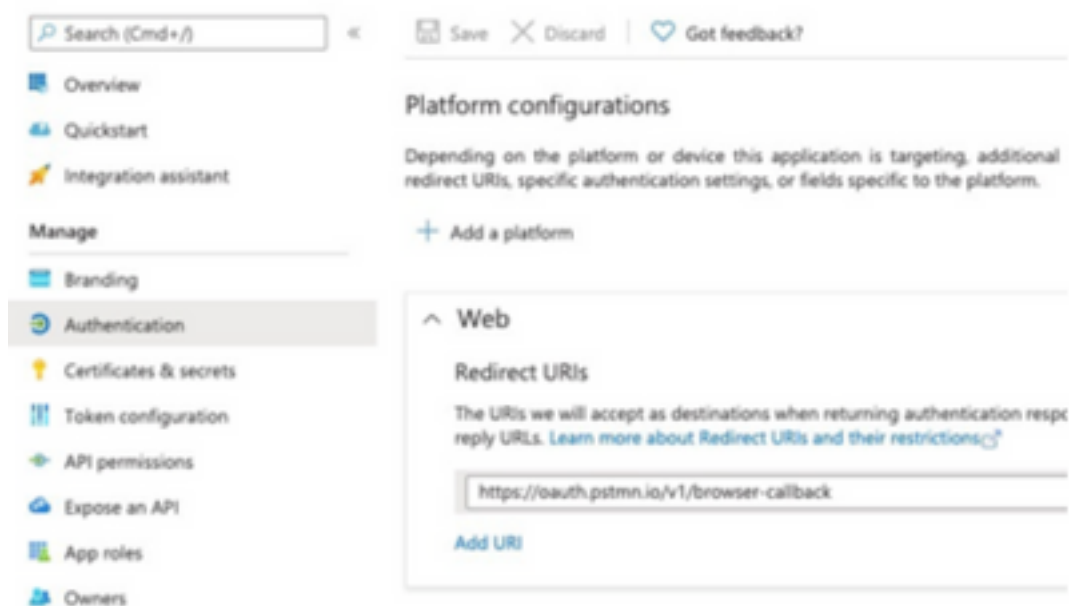 Search (Cmd+/)
«
Save
Discard
Got feedback?
Overview
Quickstart
Integration assistant
Manage
Branding
Authentication
Certificates & secrets
Token configuration
API permissions
Expose an API
App roles
Owners
Platform configurations
Depending on the platform or device this application is targeting, additional
redirect URIs, specific authentication settings, or fields specific to the platform.
Add a platform
Web
Redirect URIs
The URIs we will accept as destinations when returning authentication respo
reply URLs. Learn more about Redirect URIs and their restrictions
https://oauth.pstmn.io/v1/browser-callback
Add URI